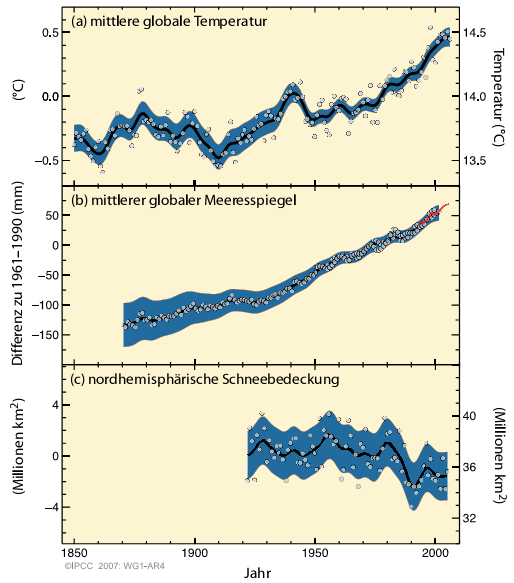 (a) mittlere globale Temperatur
0.5
0.0
−0.5
(°C)
14.5
14.0
13.5
Temperatur (°C)
(b) mittlerer globaler Meeresspiegel
50
0
−50
−100
−150
Differenz zu 1961–1990 (mm)
(c) nordhemisphärische Schneebedeckung
4
0
−4
(Millionen km²)
40
36
32
(Millionen km²)
1850
1900
1950
2000
©IPCC 2007: WG1-AR4
Jahr